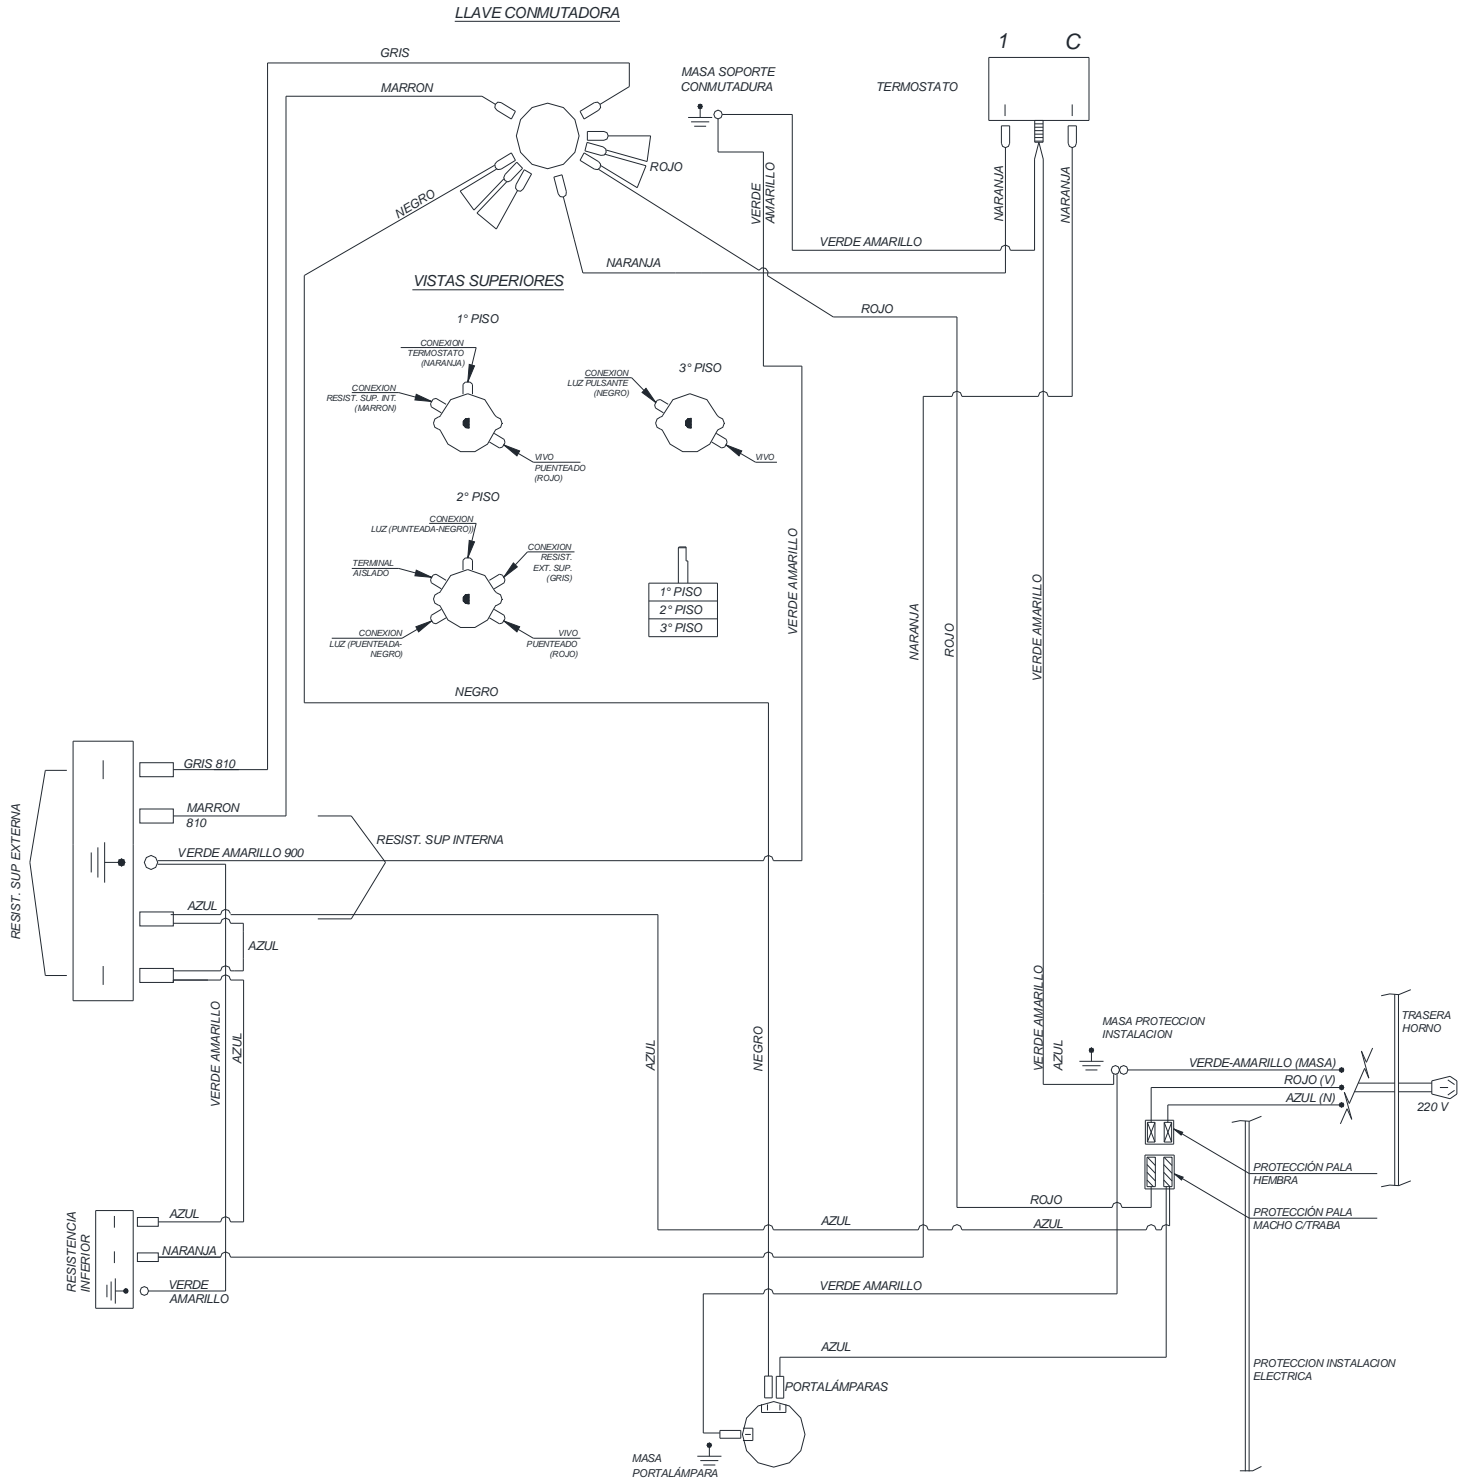 LLAVE CONMUTADORA
GRIS
MARRON
MASA SOPORTE
CONMUTADURA
TERMOSTATO
1
C
ROJO
NEGRO
VERDE
AMARILLO
NARANJA
NARANJA
VERDE AMARILLO
NARANJA
ROJO
VISTAS SUPERIORES
1° PISO
CONEXION
TERMOSTATO
(NARANJA)
CONEXION
RESIST. SUP. INT.
(MARRON)
VIVO
PUENTEADO
(ROJO)
3° PISO
CONEXION
LUZ PULSANTE
(NEGRO)
VIVO
2° PISO
CONEXION
LUZ (PUNTEADA-NEGRO))
TERMINAL
AISLADO
CONEXION
RESIST.
EXT. SUP.
(GRIS)
CONEXION
LUZ (PUENTEADA-
NEGRO)
VIVO
PUENTEADO
(ROJO)
1° PISO
2° PISO
3° PISO
VERDE AMARILLO
NARANJA
ROJO
VERDE AMARILLO
NEGRO
GRIS 810
MARRON
810
RESIST. SUP EXTERNA
RESIST. SUP INTERNA
VERDE AMARILLO 900
AZUL
AZUL
VERDE AMARILLO
AZUL
AZUL
NEGRO
VERDE AMARILLO
AZUL
MASA PROTECCION
INSTALACION
TRASERA
HORNO
VERDE-AMARILLO (MASA)
ROJO (V)
AZUL (N)
220 V
PROTECCIÓN PALA
HEMBRA
PROTECCIÓN PALA
MACHO C/TRABA
ROJO
AZUL
AZUL
RESISTENCIA
INFERIOR
AZUL
NARANJA
VERDE
AMARILLO
VERDE AMARILLO
AZUL
PORTALÁMPARAS
PROTECCION INSTALACION
ELECTRICA
MASA
PORTALÁMPARA